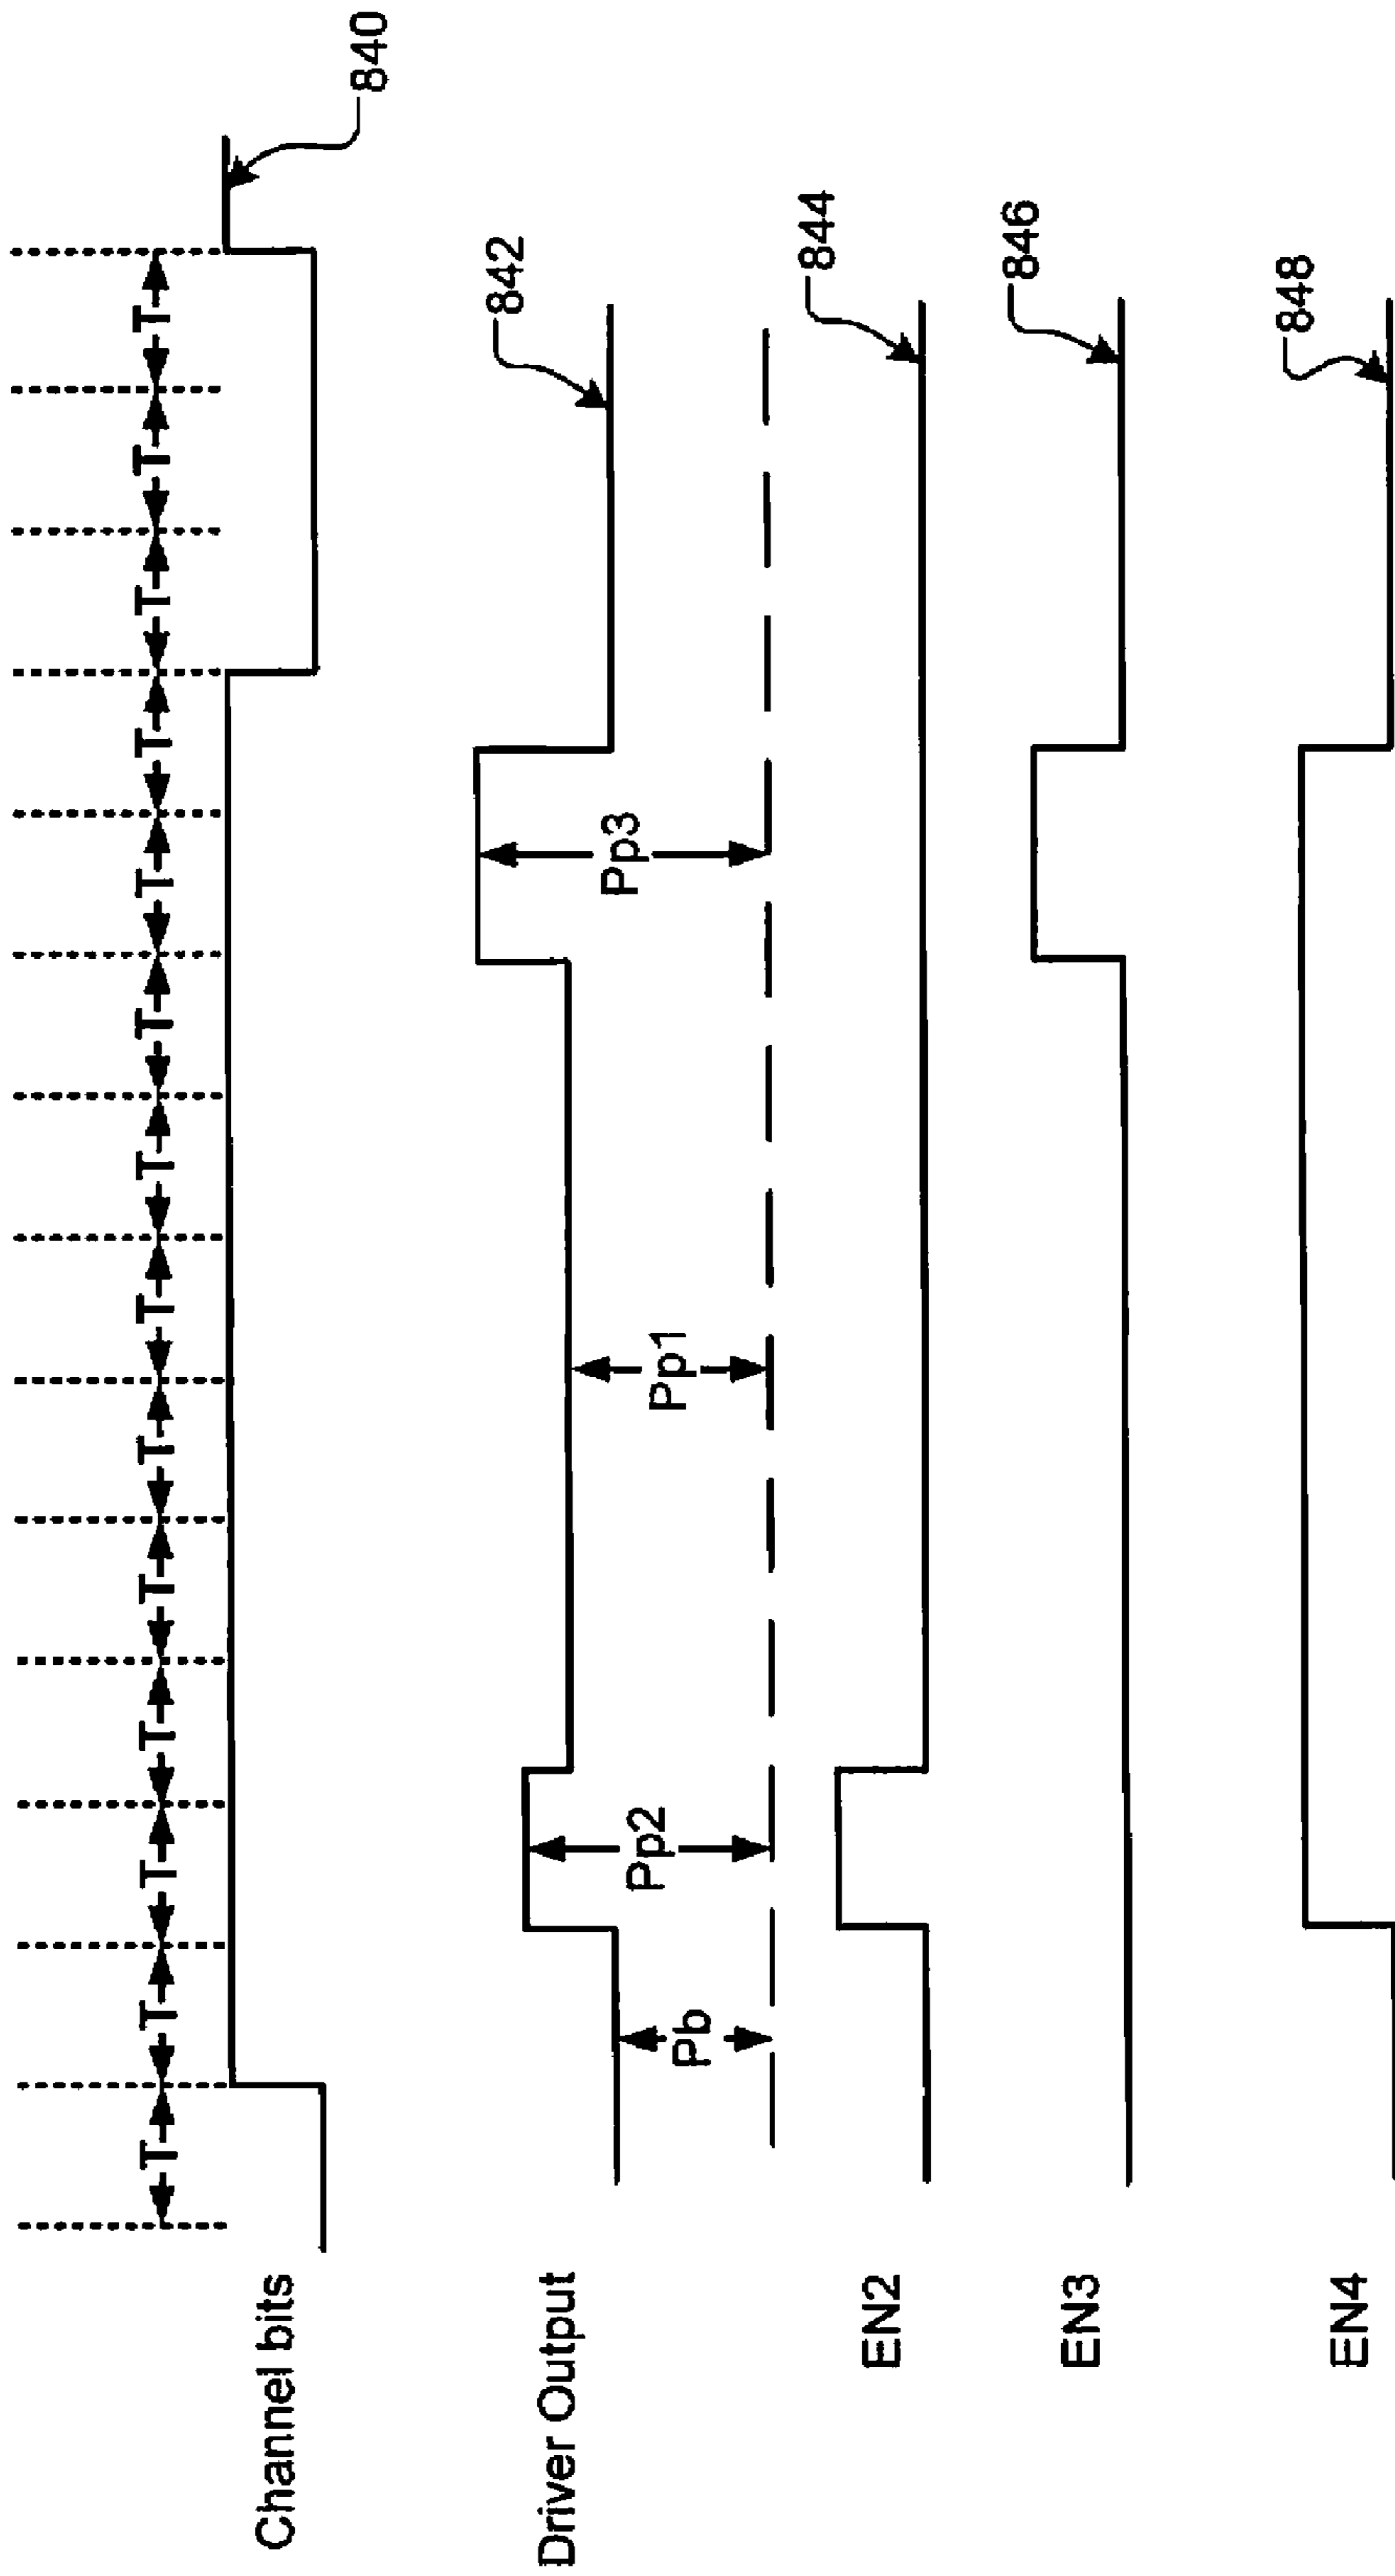 T T T T T T T T T T T T T T
Channel bits
840
Driver Output
842
Pb
Pp2
Pp1
Pp3
EN2
844
EN3
846
EN4
848